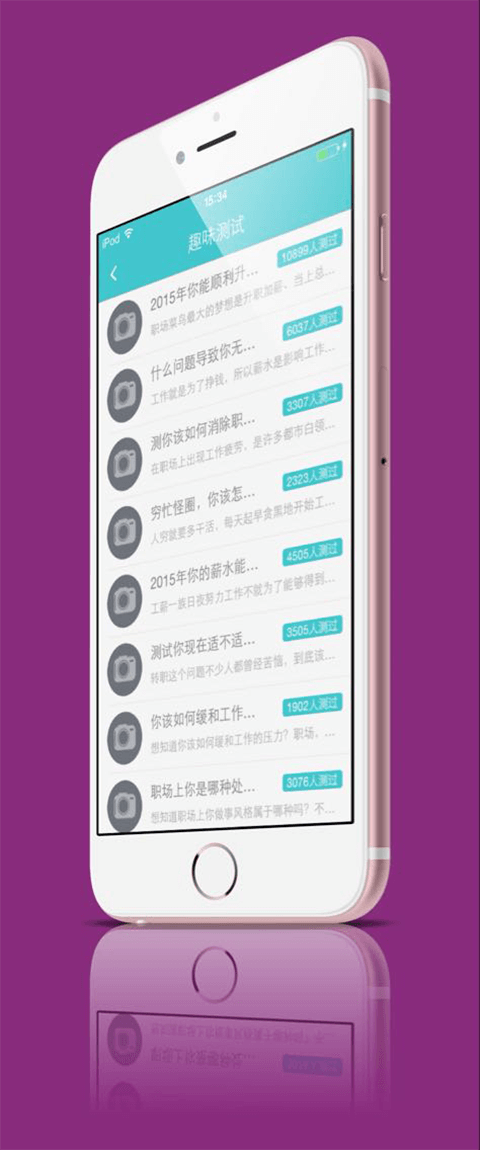 iPod
15:34
趣味测试
2015年你能顺利升...
10899人测过
职场菜鸟最大的梦想是升职加薪、当上总...
什么问题导致你无...
6037人测过
工作就是为了挣钱，所以薪水是影响工作...
测你该如何消除职...
3307人测过
在职场上出现工作疲劳，是许多都市白领...
穷忙怪圈，你该怎...
2323人测过
人穷就要多干活，每天起早贪黑地开始工...
2015年你的薪水能...
4505人测过
工薪一族日夜努力工作不就为了能够得到...
测试你现在适不适...
3505人测过
转职这个问题不少人都曾经苦恼，到底该...
你该如何缓和工作...
1902人测过
想知道你该如何缓和工作的压力？职场，...
职场上你是哪种处...
3076人测过
想知道职场上你做事风格属于哪种吗？不...